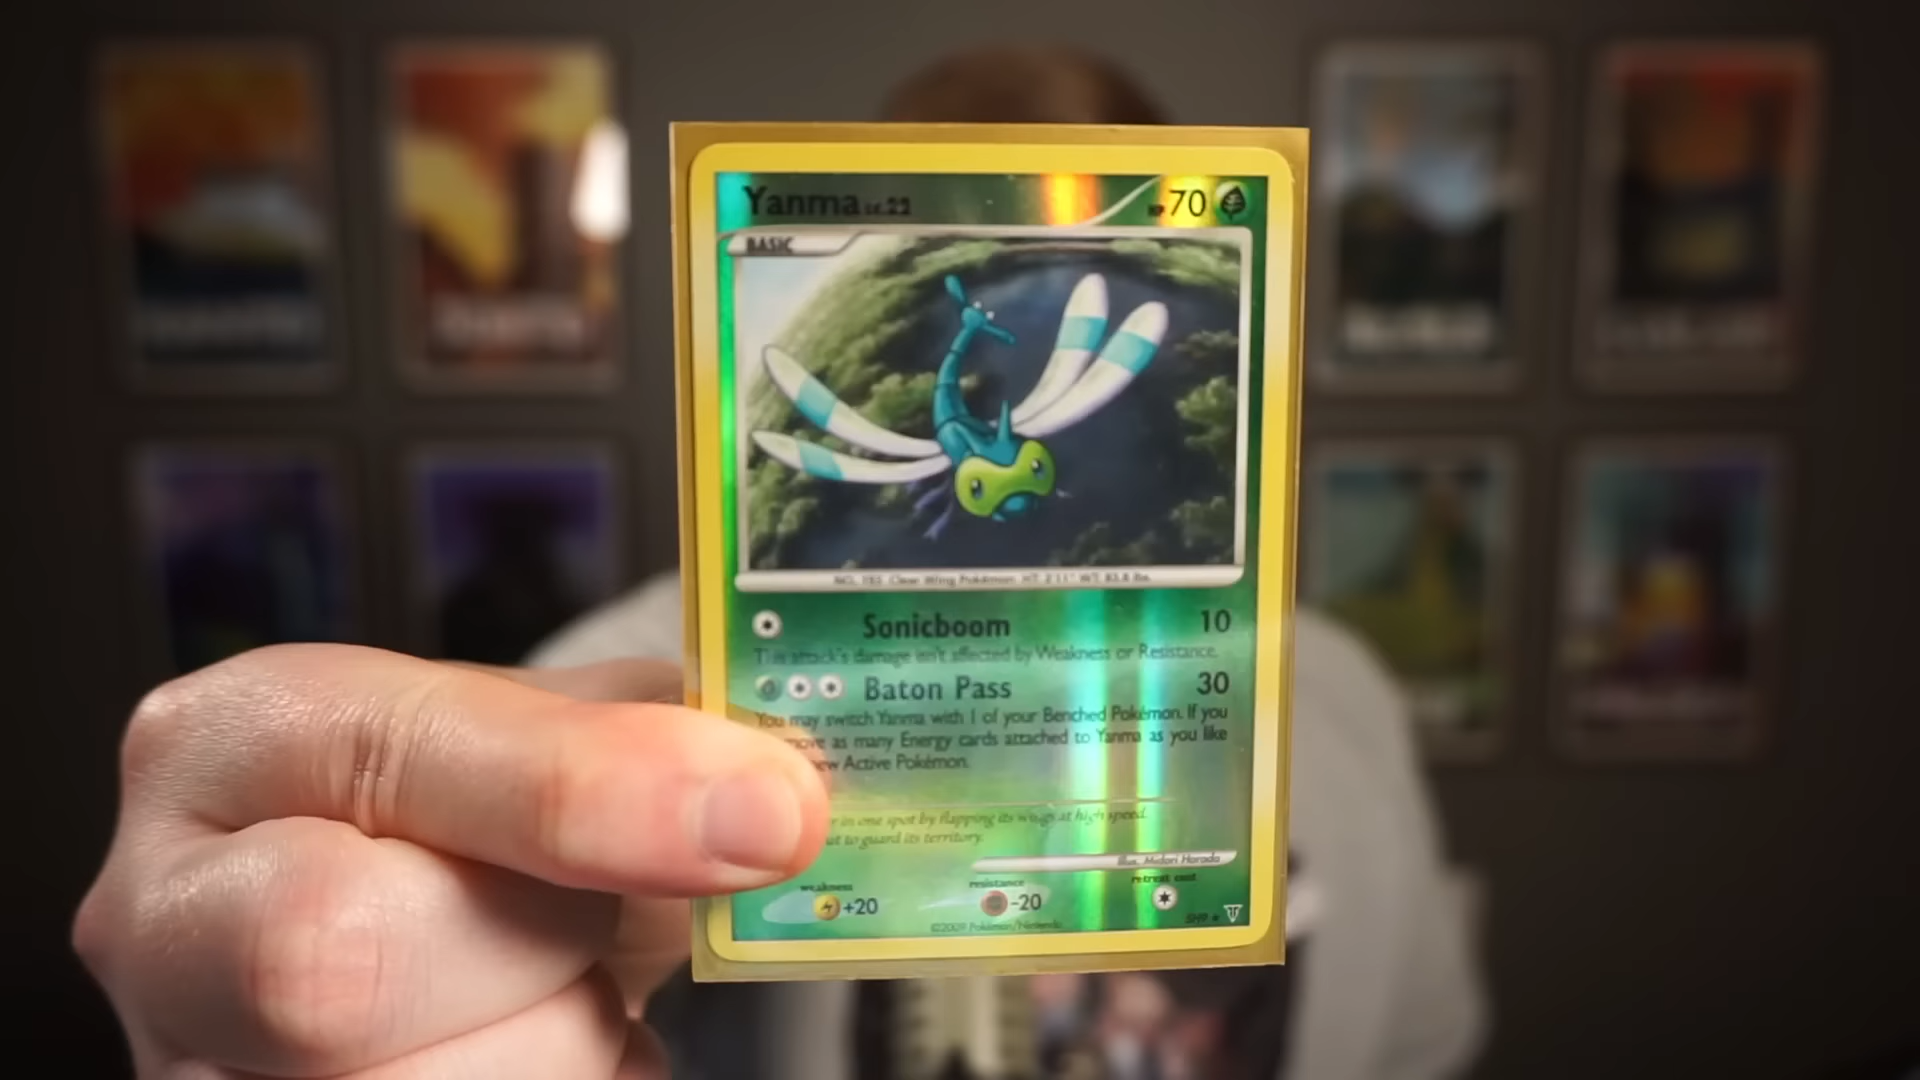 Yanma LV.22
HP 70
BASIC
NO. 193 Clear Wing Pokémon HT: 3'11" WT: 83.8 lbs.
Sonicboom 10
This attack's damage isn't affected by Weakness or Resistance.
Baton Pass 30
You may switch Yanma with 1 of your Benched Pokémon. If you
move as many Energy cards attached to Yanma as you like
new Active Pokémon.
in one spot by flapping its wings at high speed.
to guard its territory.
Illus. Midori Harada
weakness resistance retreat cost
+20 -20
SH9
©2009 Pokémon/Nintendo